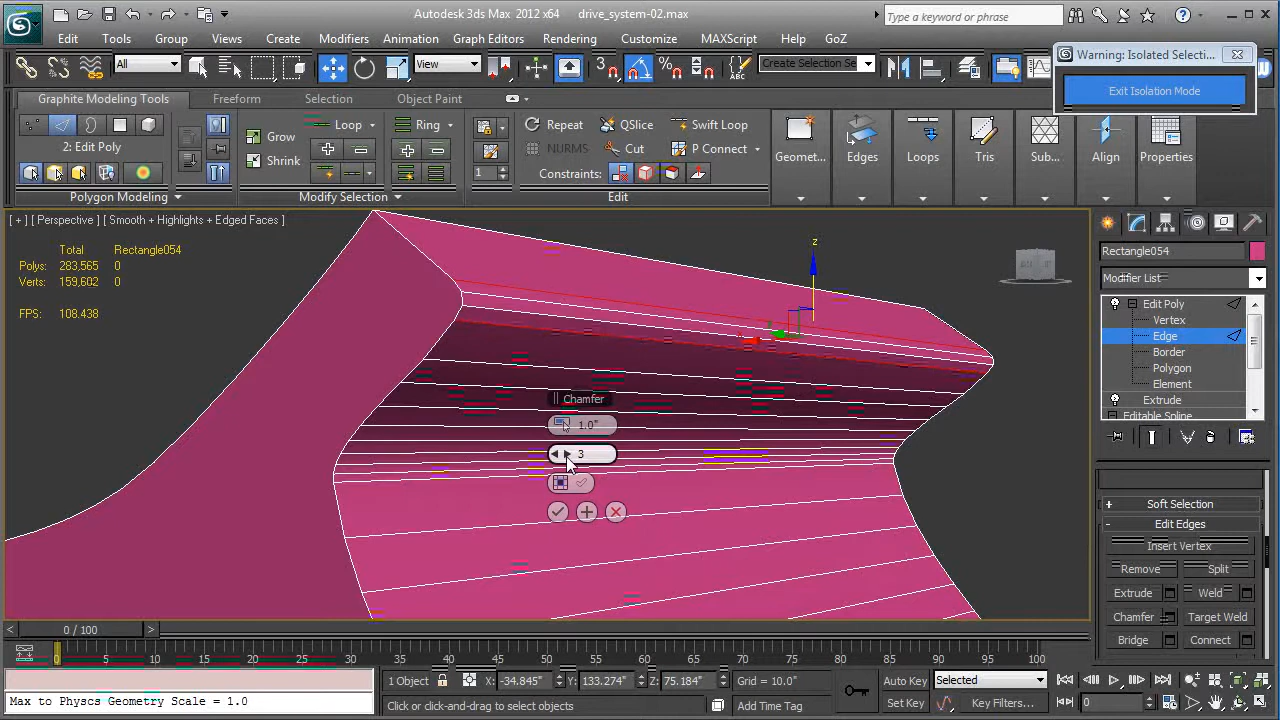 Autodesk 3ds Max 2012 x64 drive_system-02.max
Type a keyword or phrase
Edit Tools Group Views Create Modifiers Animation Graph Editors Rendering Customize MAXScript Help GoZ
All View 3 Create Selection Se
Warning: Isolated Selecti...
Exit Isolation Mode
Graphite Modeling Tools Freeform Selection Object Paint
2: Edit Poly
Polygon Modeling
Grow Loop Ring
Shrink
Modify Selection
1
Repeat QSlice Swift Loop
NURMS Cut P Connect
Constraints:
Edit
Geomet... Edges Loops Tris Sub... Align Properties
[ + ] [ Perspective ] [ Smooth + Highlights + Edged Faces ]
Total Rectangle054
Polys: 283,565 0
Verts: 159,602 0
FPS: 108.438
z
Chamfer
1.0"
3
Rectangle054
Modifier List
Edit Poly
Vertex
Edge
Border
Polygon
Element
Extrude
Editable Spline
+ Soft Selection
- Edit Edges
Insert Vertex
Remove Split
Extrude Weld
Chamfer Target Weld
Bridge Connect
0 / 100
0 5 10 15 20 25 30 35 40 45 50 55 60 65 70 75 80 85 90 95 100
1 Object X: -34.845" Y: 133.274" Z: 75.184" Grid = 10.0" Auto Key Selected
Max to Physcs Geometry Scale = 1.0
Click or click-and-drag to select objects Add Time Tag Set Key Key Filters... 0